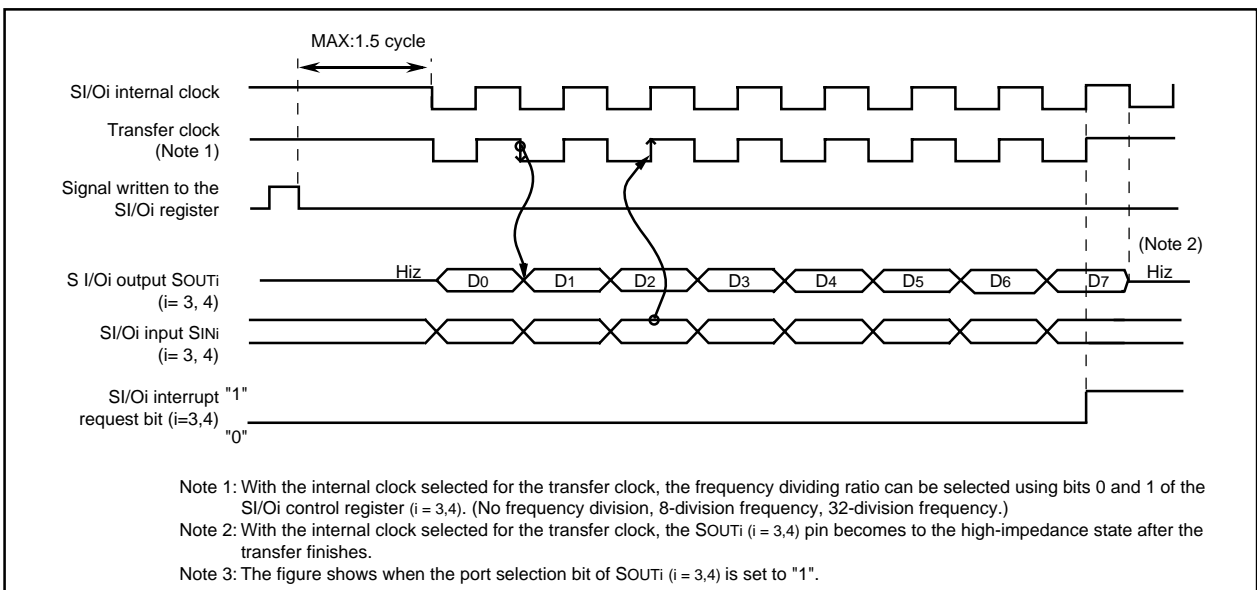 MAX:1.5 cycle
SI/Oi internal clock
Transfer clock
(Note 1)
Signal written to the
SI/Oi register
(Note 2)
S I/Oi output SOUTi
(i= 3, 4)
Hiz
D0
D1
D2
D3
D4
D5
D6
D7
Hiz
SI/Oi input SINi
(i= 3, 4)
SI/Oi interrupt "1"
request bit (i=3,4)
"0"
Note 1: With the internal clock selected for the transfer clock, the frequency dividing ratio can be selected using bits 0 and 1 of the
SI/Oi control register (i = 3,4). (No frequency division, 8-division frequency, 32-division frequency.)
Note 2: With the internal clock selected for the transfer clock, the SOUTi (i = 3,4) pin becomes to the high-impedance state after the
transfer finishes.
Note 3: The figure shows when the port selection bit of SOUTi (i = 3,4) is set to "1".